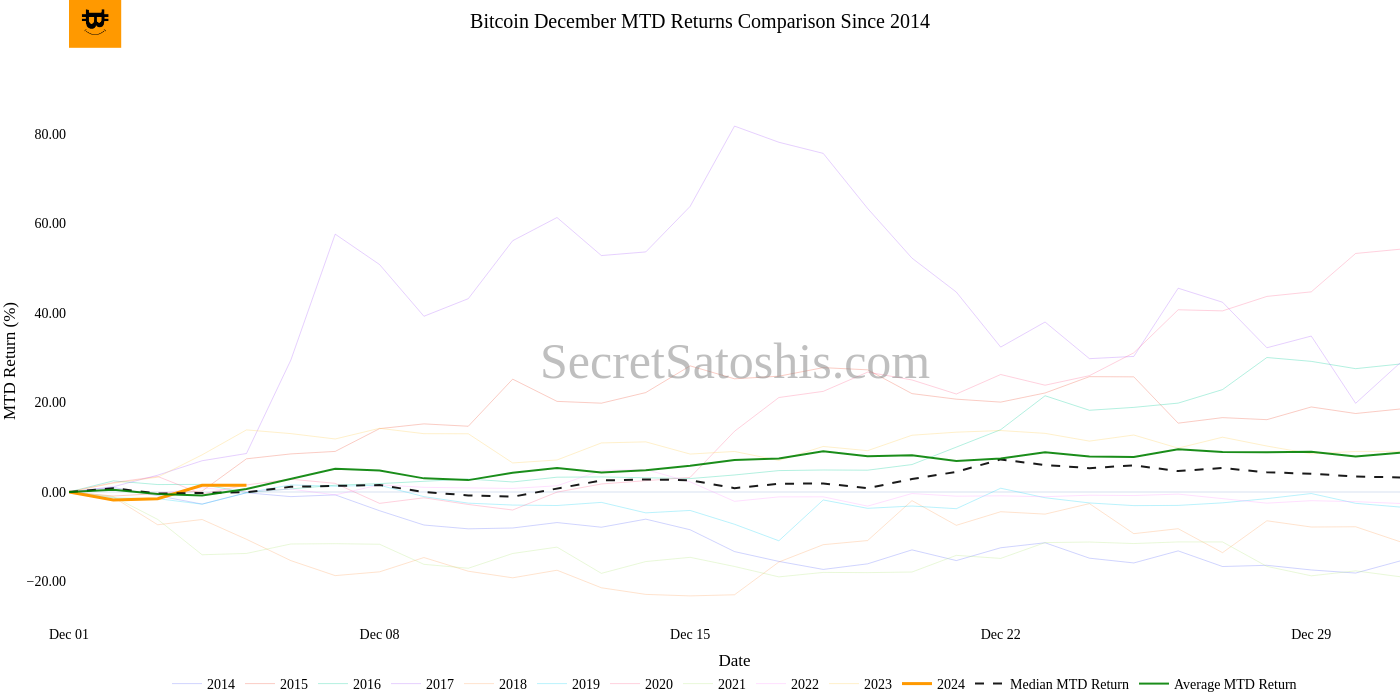 Bitcoin December MTD Returns Comparison Since 2014
80.00
60.00
40.00
20.00
0.00
−20.00
MTD Return (%)
SecretSatoshis.com
Dec 01 Dec 08 Dec 15 Dec 22 Dec 29
Date
2014 2015 2016 2017 2018 2019 2020 2021 2022 2023 2024 Median MTD Return Average MTD Return